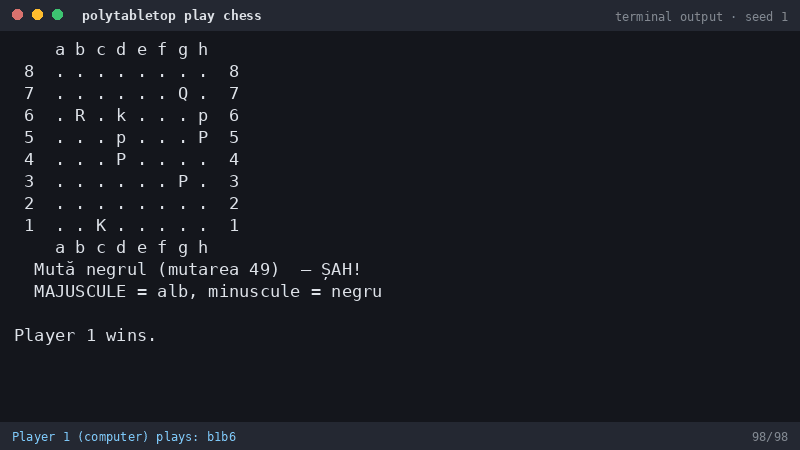 polytabletop play chess
terminal output · seed 1
a b c d e f g h
8 . . . . . . . . 8
7 . . . . . . Q . 7
6 . R . k . . . p 6
5 . . . p . . . P 5
4 . . . P . . . . 4
3 . . . . . . P . 3
2 . . . . . . . . 2
1 . . K . . . . . 1
a b c d e f g h
Mută negrul (mutarea 49) — ȘAH!
MAJUSCULE = alb, minuscule = negru
Player 1 wins.
Player 1 (computer) plays: b1b6
98/98